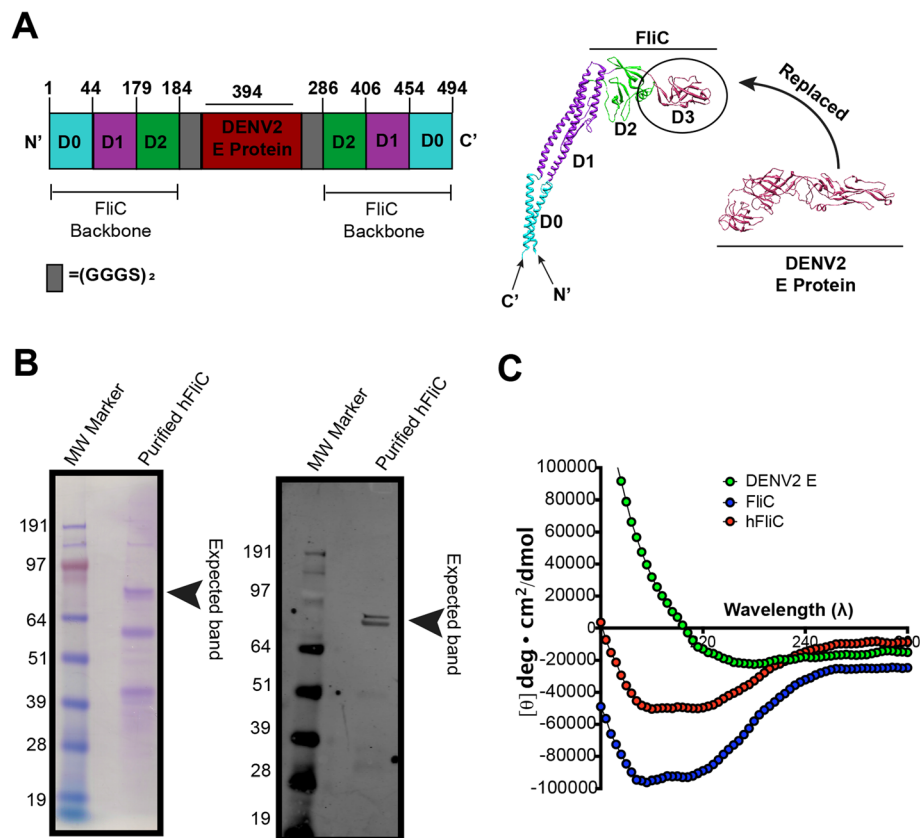 A
1 44 179 184 394 286 406 454 494
N' D0 D1 D2 DENV2 E Protein D2 D1 D0 C'
FliC Backbone
FliC Backbone
=(GGGS)₂
FliC
D2
D3
D1
D0
C'
N'
Replaced
DENV2
E Protein
B
MW Marker
Purified hFliC
191
97
64
51
39
28
19
Expected band
MW Marker
Purified hFliC
191
97
64
51
39
28
19
Expected band
C
100000
80000
60000
40000
20000
0
-20000
-40000
-60000
-80000
-100000
[θ] deg • cm²/dmol
DENV2 E
FliC
hFliC
Wavelength (λ)
240